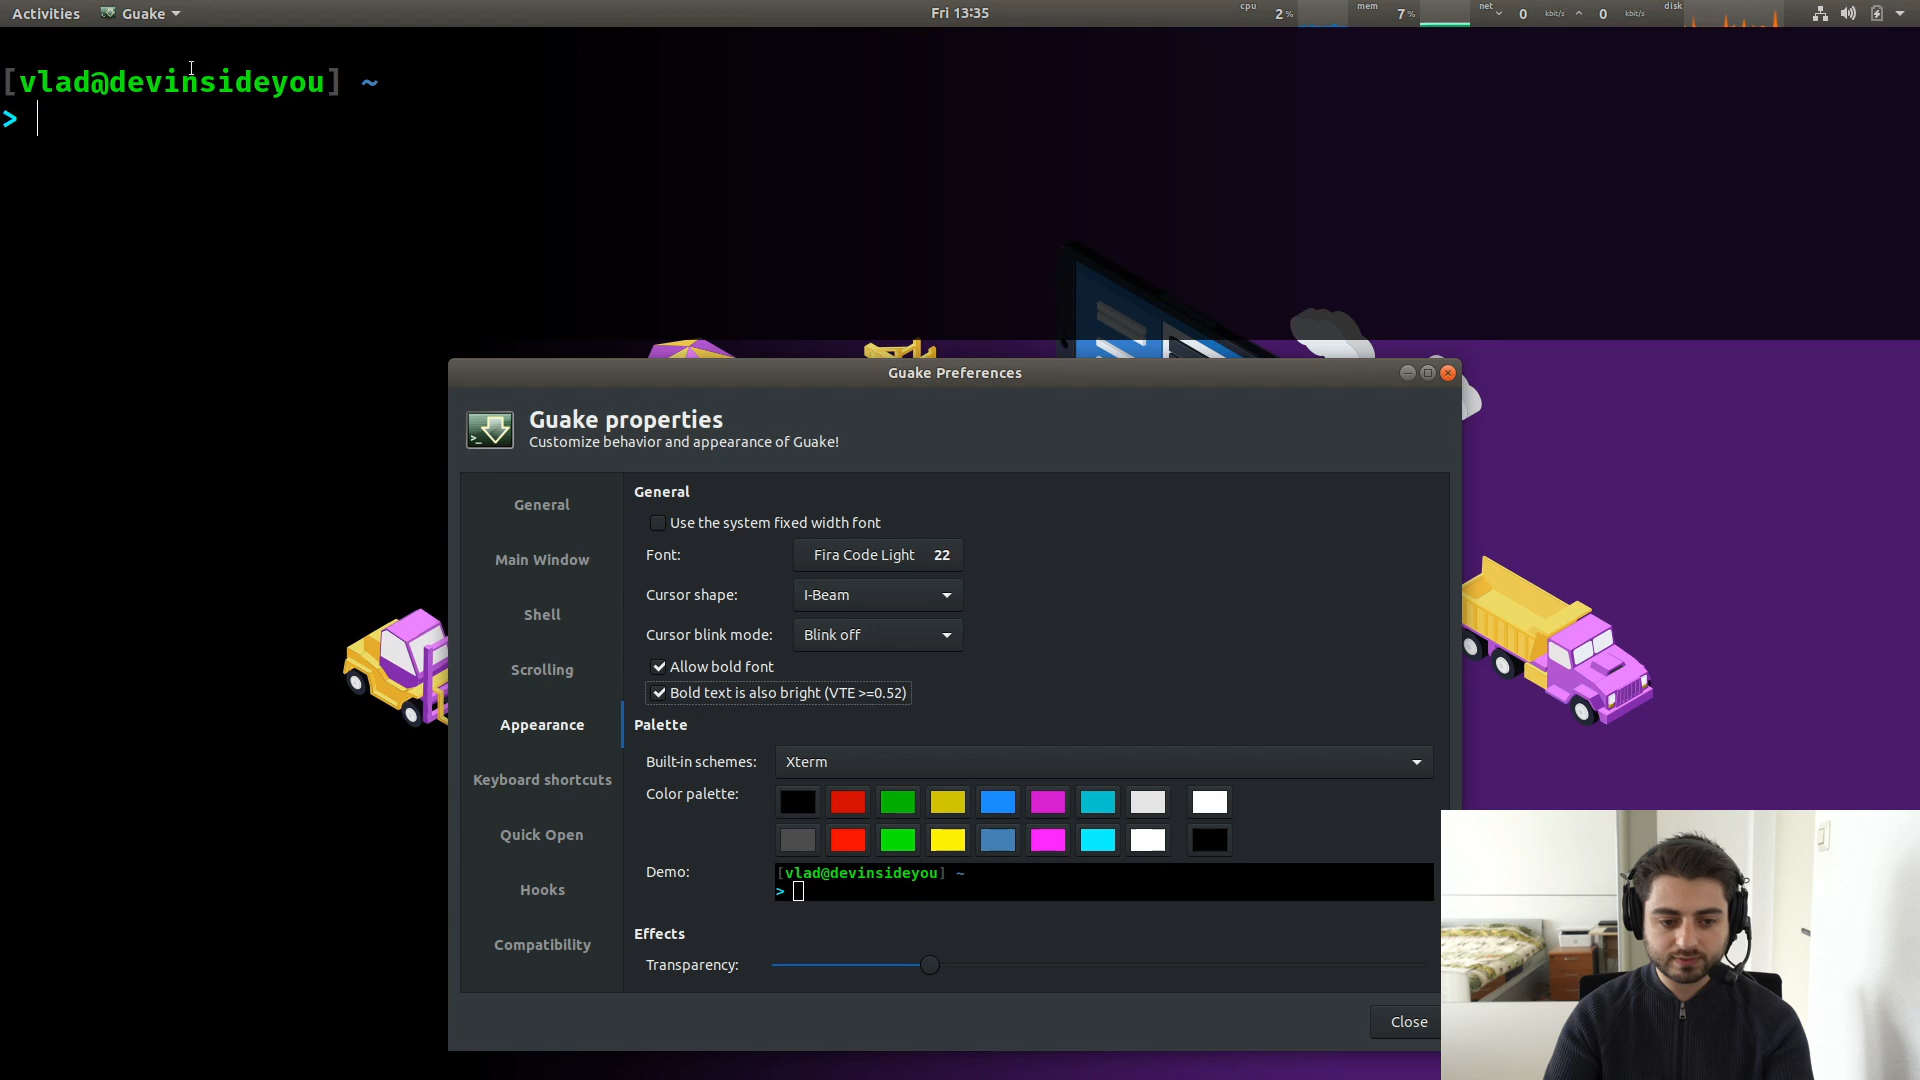 Activities Guake Fri 13:35 cpu 2% mem 7% net 0 kbit/s 0 kbit/s disk
[vlad@devinsideyou] ~
>
Guake Preferences
Guake properties
Customize behavior and appearance of Guake!
General
Main Window
Shell
Scrolling
Appearance
Keyboard shortcuts
Quick Open
Hooks
Compatibility
General
Use the system fixed width font
Font: Fira Code Light 22
Cursor shape: I-Beam
Cursor blink mode: Blink off
Allow bold font
Bold text is also bright (VTE >=0.52)
Palette
Built-in schemes: Xterm
Color palette:
Demo: [vlad@devinsideyou] ~
>
Effects
Transparency:
Close